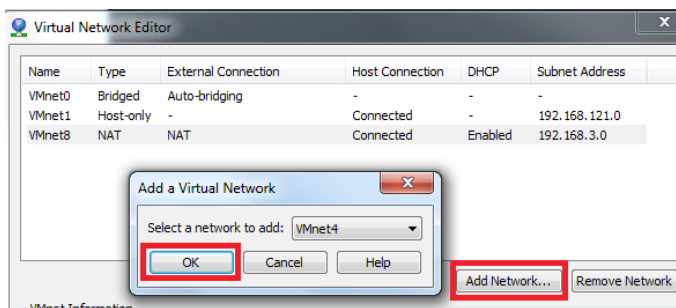 Virtual Network Editor
x
Name Type External Connection Host Connection DHCP Subnet Address
VMnet0 Bridged Auto-bridging - - -
VMnet1 Host-only - Connected - 192.168.121.0
VMnet8 NAT NAT Connected Enabled 192.168.3.0
Add a Virtual Network
x
Select a network to add: VMnet4
OK Cancel Help
Add Network... Remove Network
VMnet Information